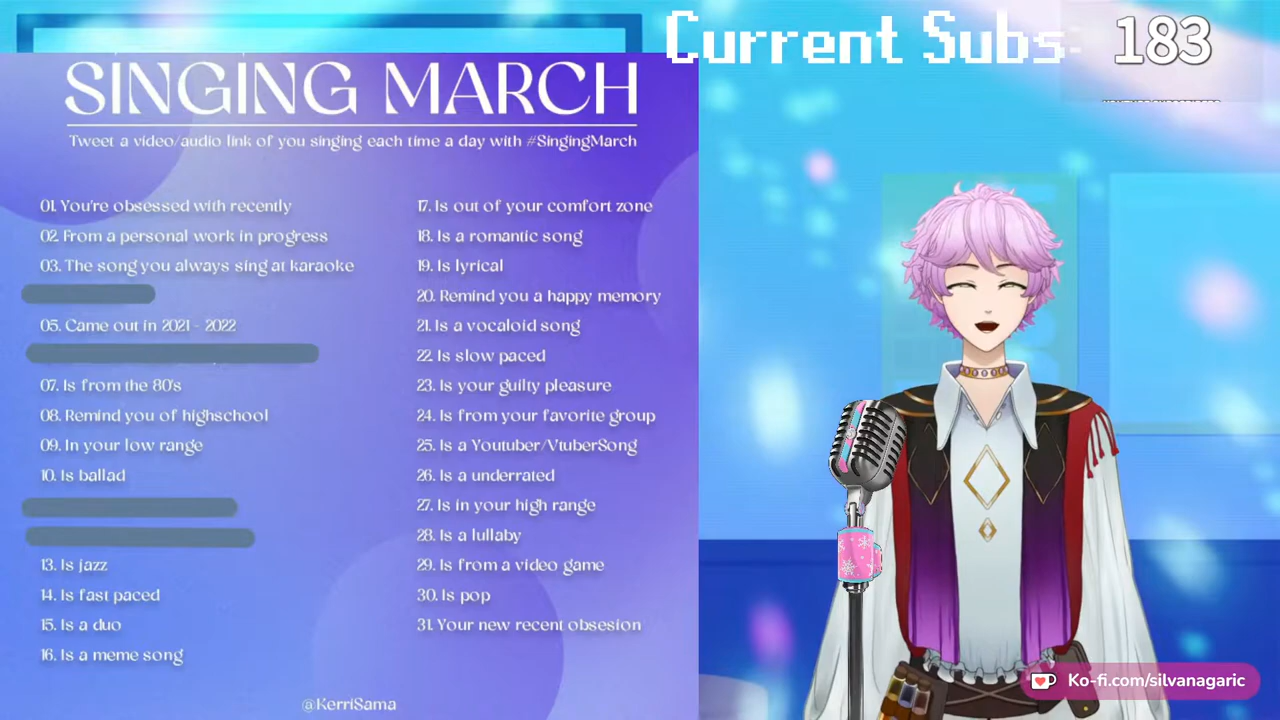 Current Subs
183
SINGING MARCH
Tweet a video/audio link of you singing each time a day with #SingingMarch
01. You're obsessed with recently
02. From a personal work in progress
03. The song you always sing at karaoke
05. Came out in 2021 - 2022
07. Is from the 80's
08. Remind you of highschool
09. In your low range
10. Is ballad
13. Is jazz
14. Is fast paced
15. Is a duo
16. Is a meme song
17. Is out of your comfort zone
18. Is a romantic song
19. Is lyrical
20. Remind you a happy memory
21. Is a vocaloid song
22. Is slow paced
23. Is your guilty pleasure
24. Is from your favorite group
25. Is a Youtuber/VtuberSong
26. Is a underrated
27. Is in your high range
28. Is a lullaby
29. Is from a video game
30. Is pop
31. Your new recent obsesion
@KerriSama
Ko-fi.com/silvanagaric